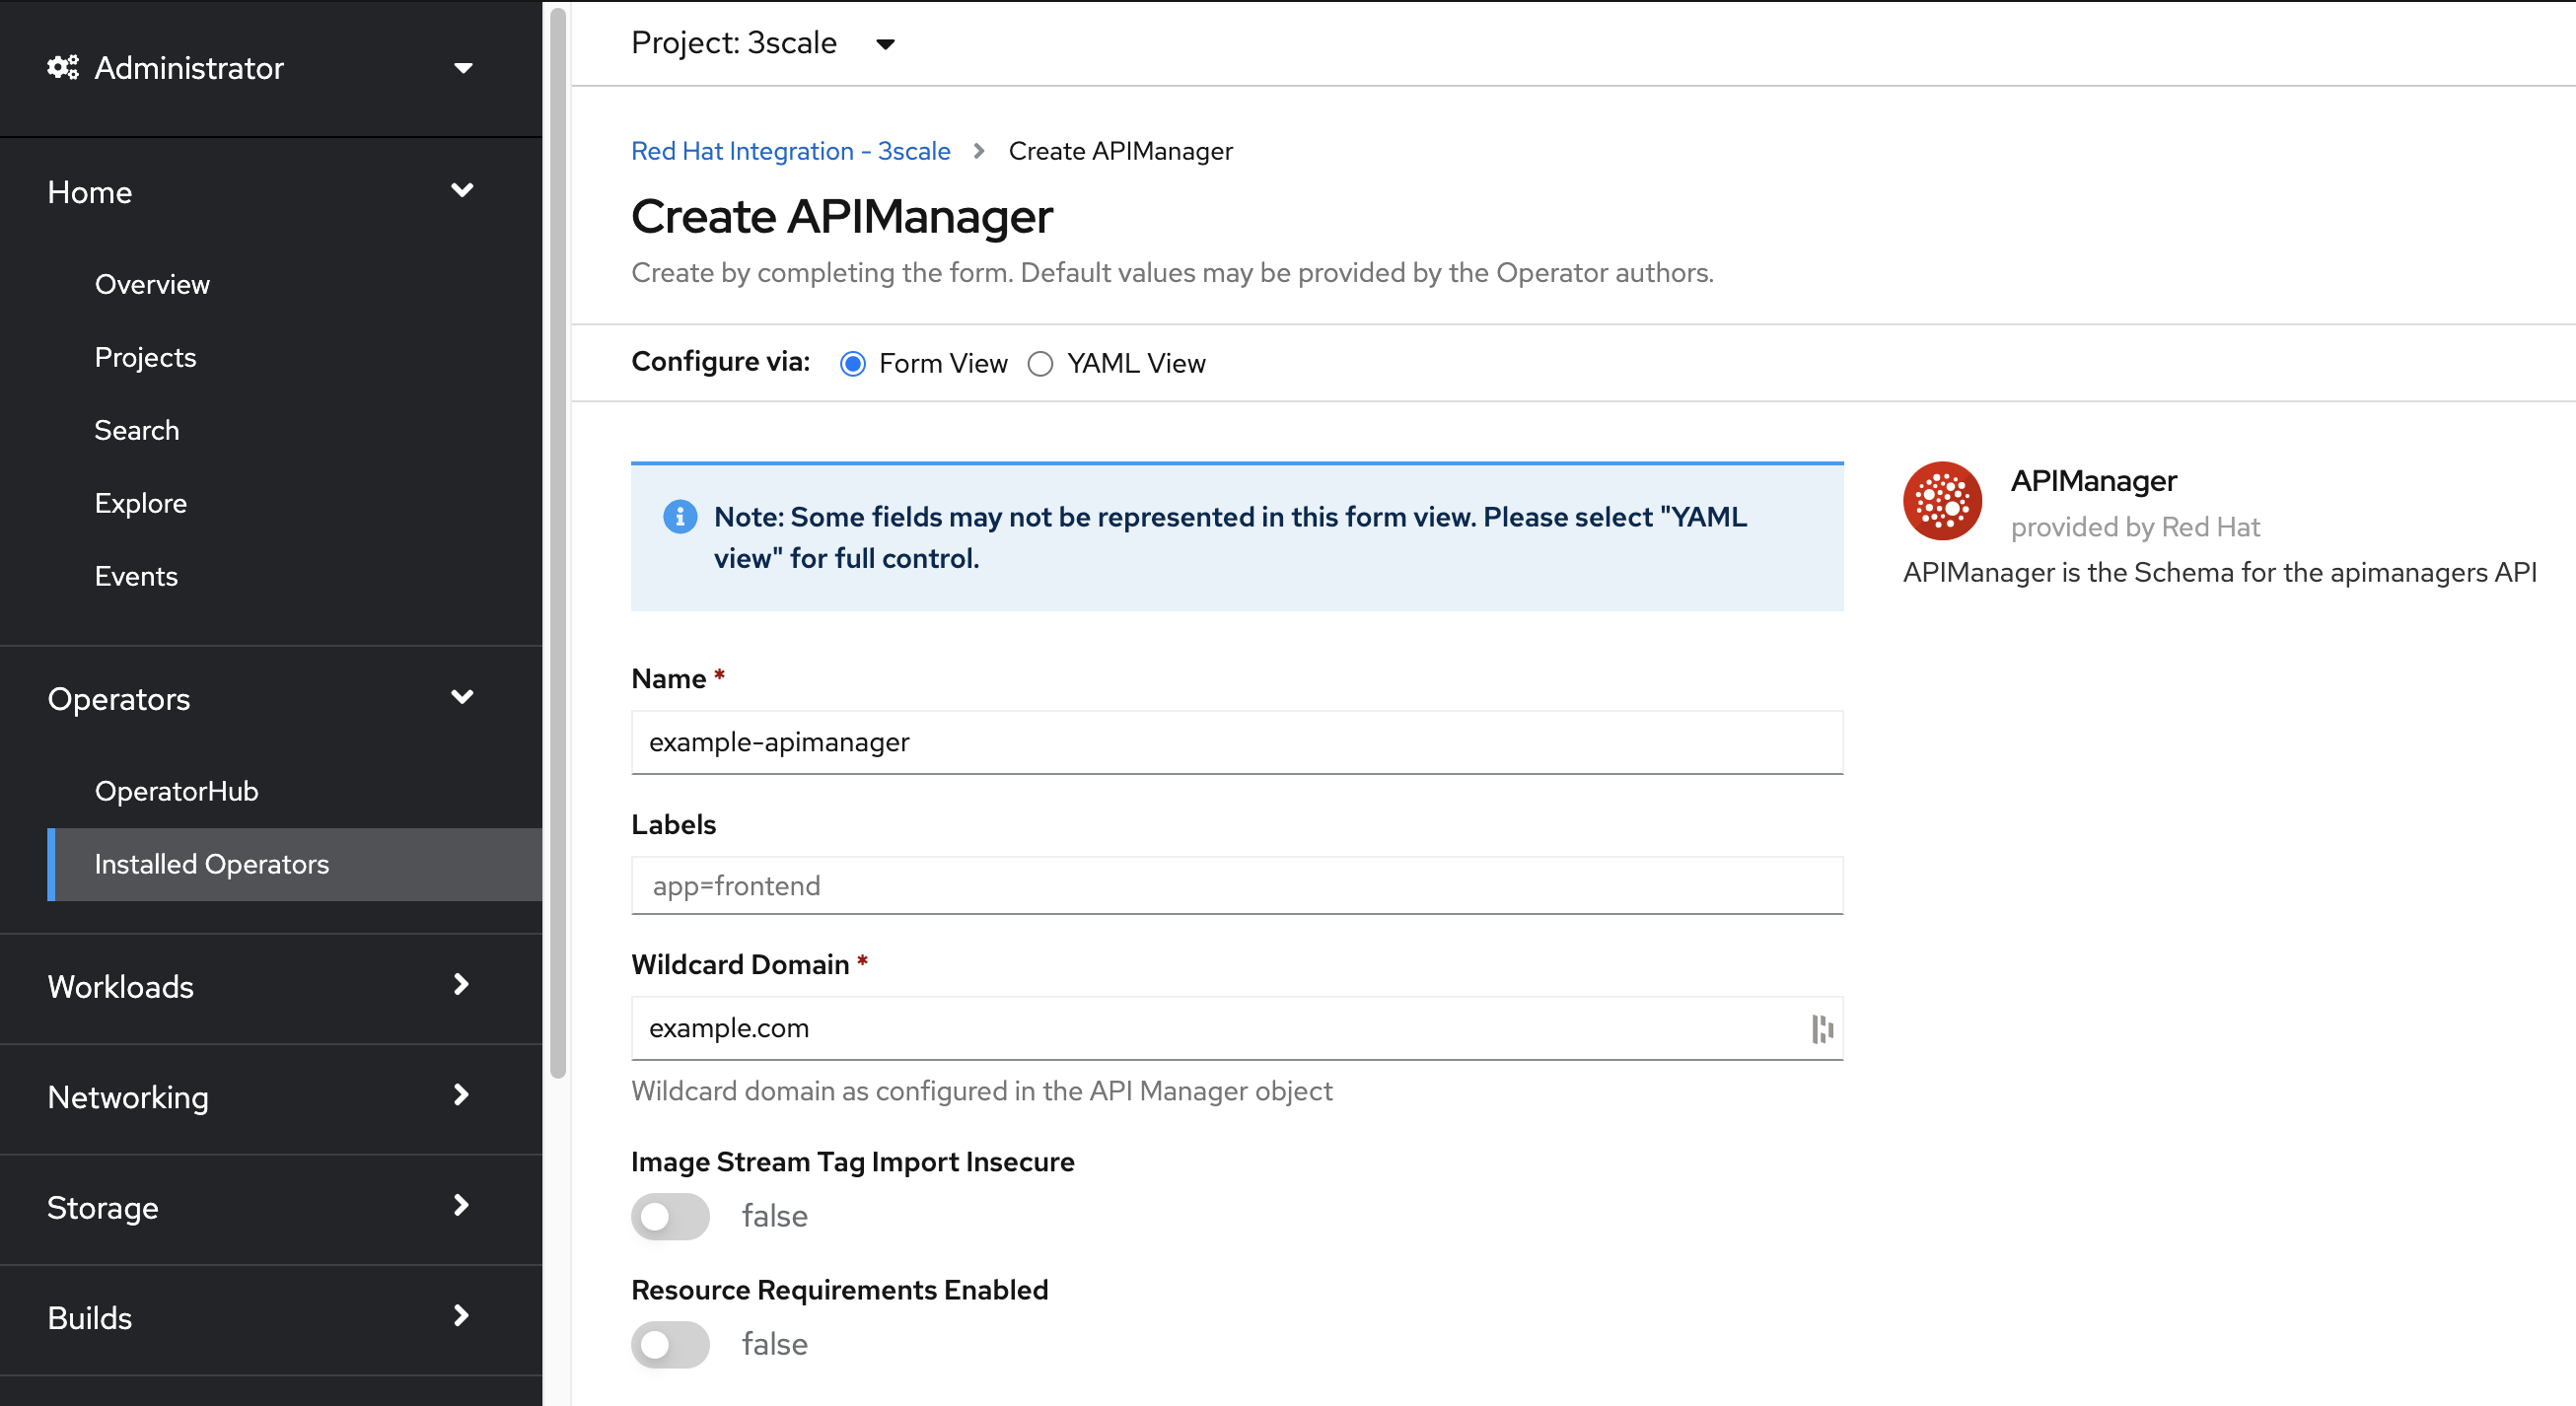 Administrator
Home
Overview
Projects
Search
Explore
Events
Operators
OperatorHub
Installed Operators
Workloads
Networking
Storage
Builds
Project: 3scale
Red Hat Integration - 3scale > Create APIManager
Create APIManager
Create by completing the form. Default values may be provided by the Operator authors.
Configure via: Form View YAML View
Note: Some fields may not be represented in this form view. Please select "YAML
view" for full control.
Name *
example-apimanager
Labels
app=frontend
Wildcard Domain *
example.com
Wildcard domain as configured in the API Manager object
Image Stream Tag Import Insecure
false
Resource Requirements Enabled
false
APIManager
provided by Red Hat
APIManager is the Schema for the apimanagers API